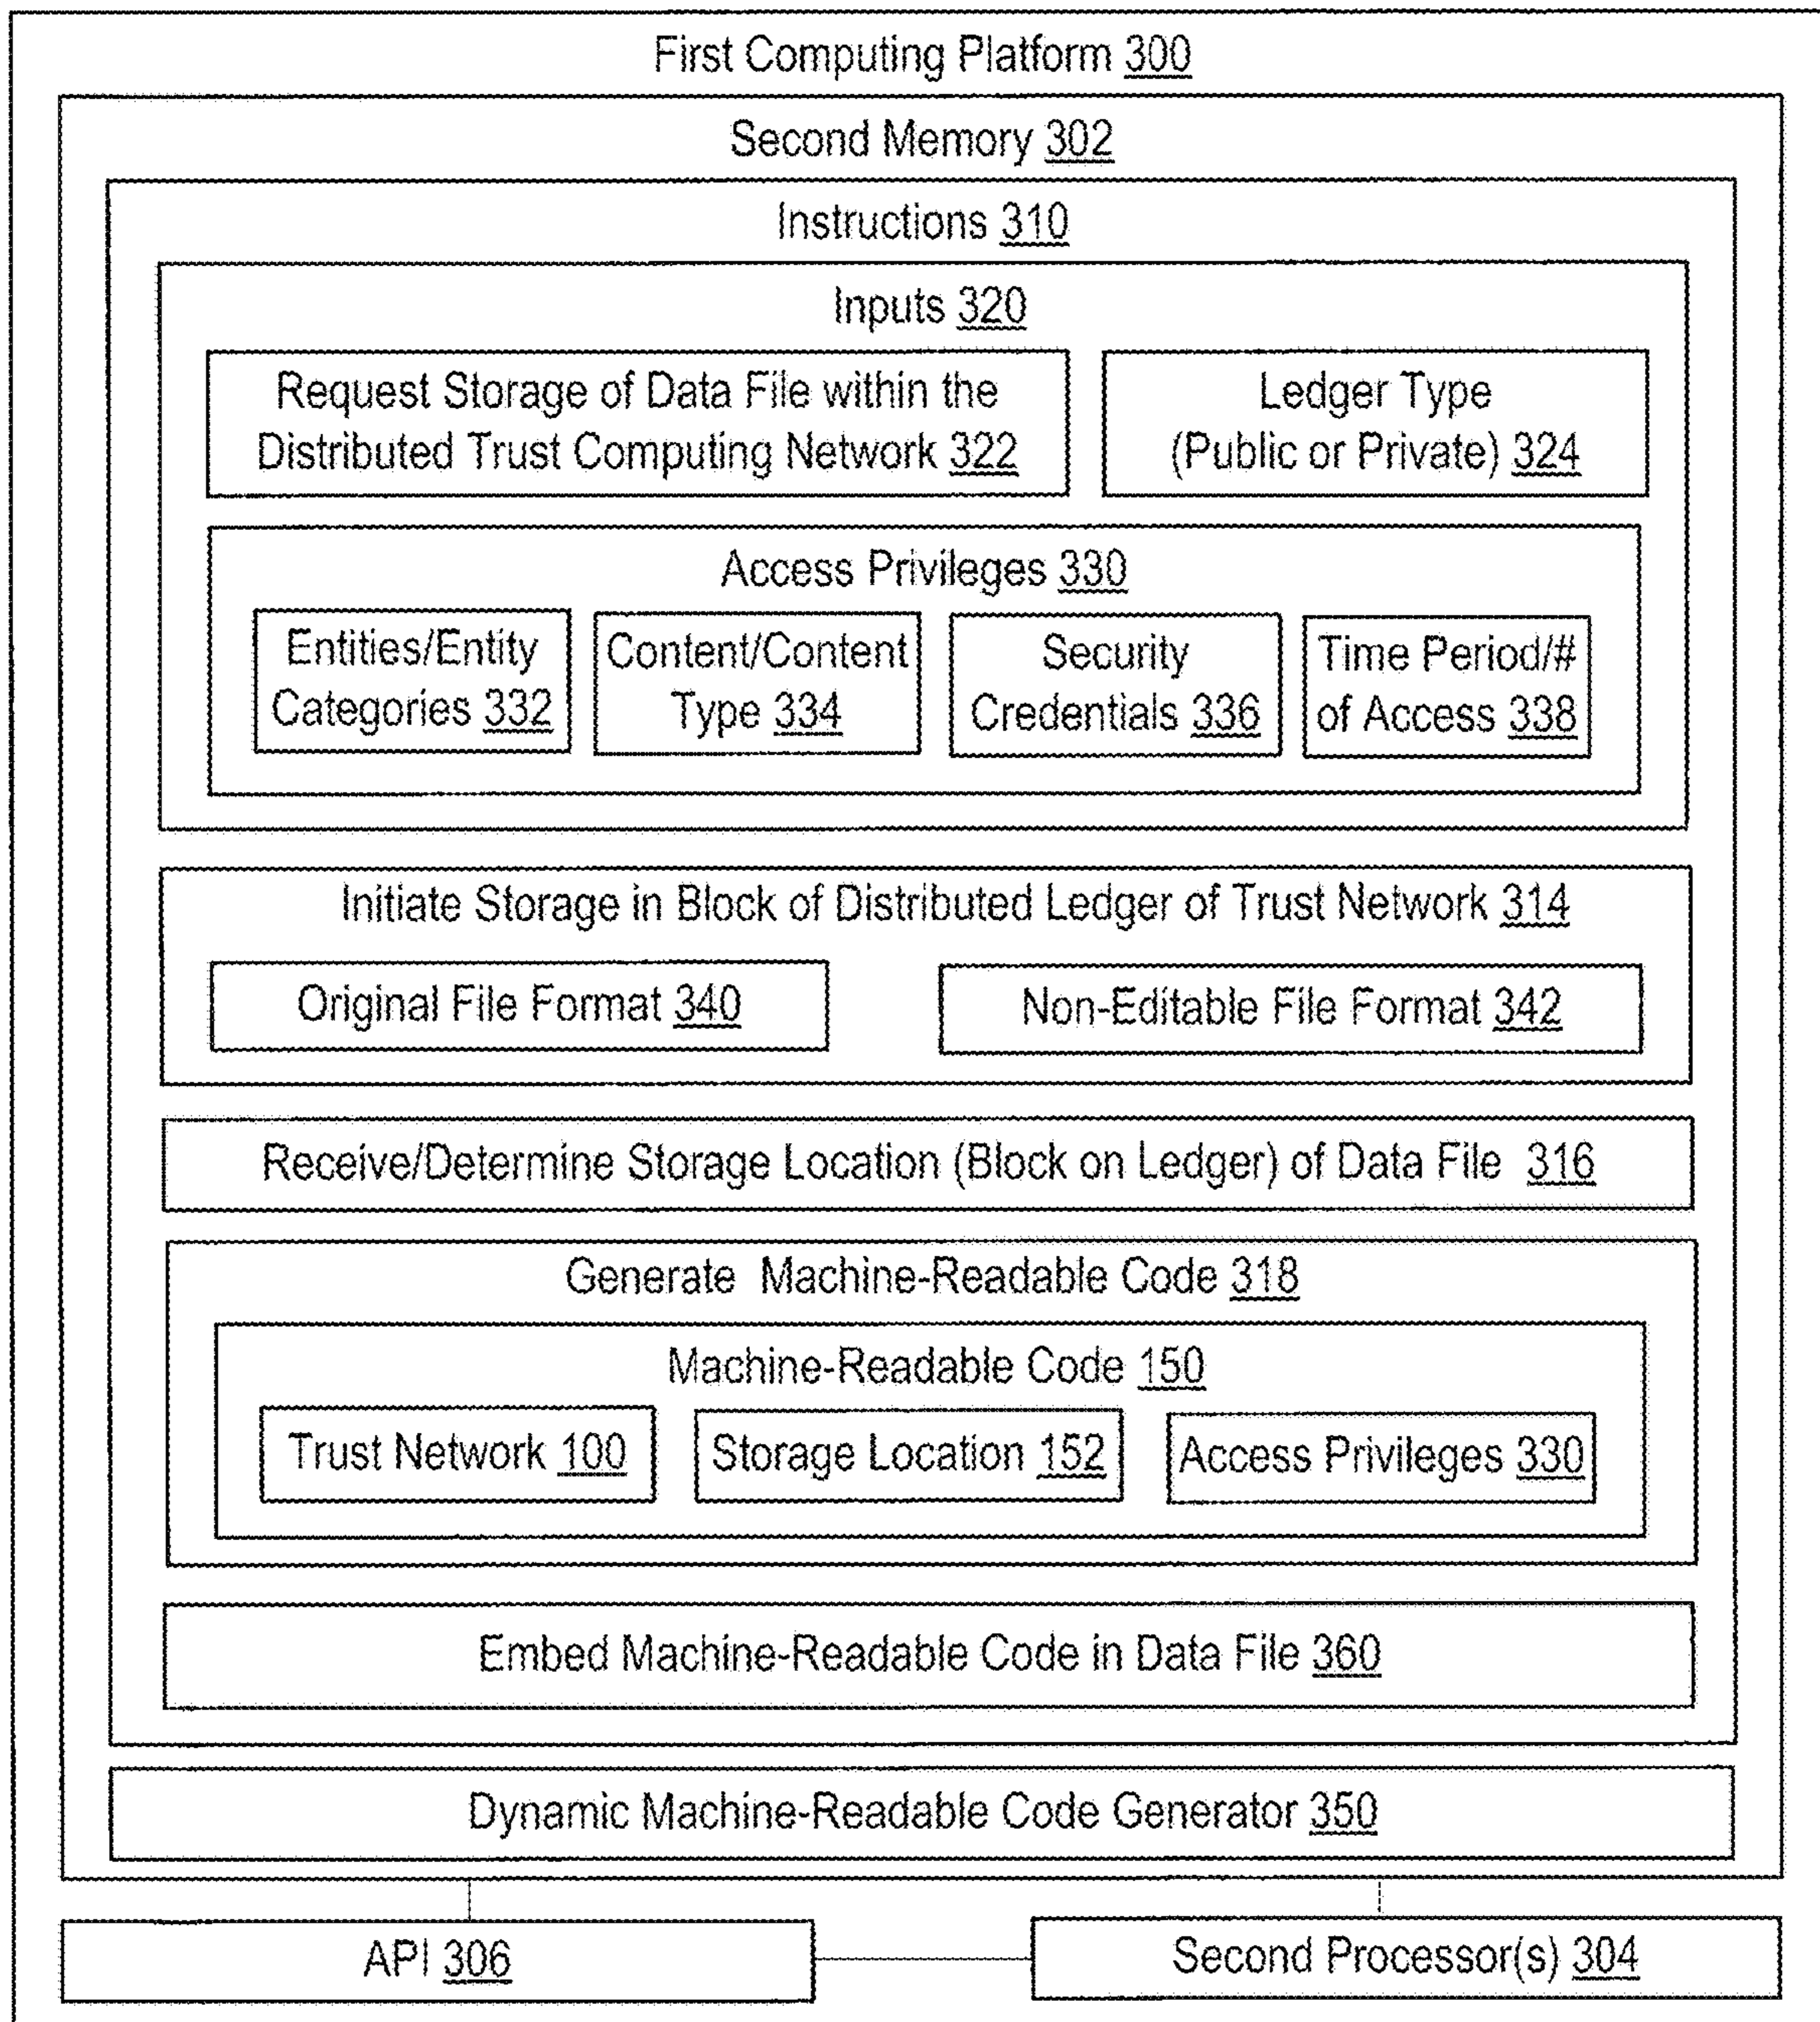 First Computing Platform 300
Second Memory 302
Instructions 310
Inputs 320
Request Storage of Data File within the
Distributed Trust Computing Network 322
Ledger Type
(Public or Private) 324
Access Privileges 330
Entities/Entity
Categories 332
Content/Content
Type 334
Security
Credentials 336
Time Period/#
of Access 338
Initiate Storage in Block of Distributed Ledger of Trust Network 314
Original File Format 340
Non-Editable File Format 342
Receive/Determine Storage Location (Block on Ledger) of Data File 316
Generate Machine-Readable Code 318
Machine-Readable Code 150
Trust Network 100
Storage Location 152
Access Privileges 330
Embed Machine-Readable Code in Data File 360
Dynamic Machine-Readable Code Generator 350
API 306
Second Processor(s) 304